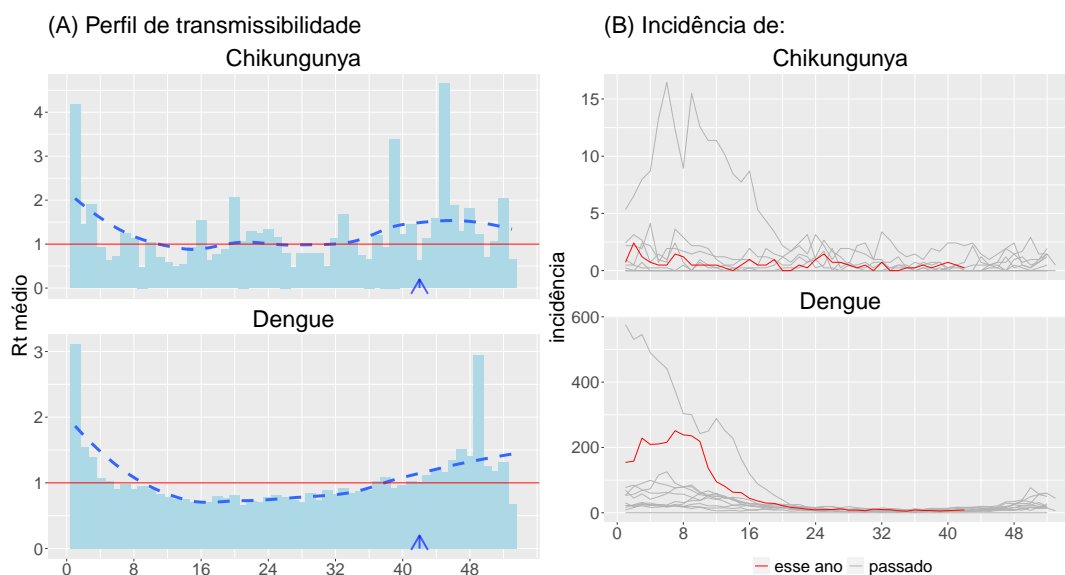 (A) Perfil de transmissibilidade
Chikungunya
4
3
2
1
0
Dengue
3
2
1
0
0 8 16 24 32 40 48
Rt médio
(B) Incidência de:
Chikungunya
15
10
5
0
Dengue
600
400
200
0
0 8 16 24 32 40 48
incidência
esse ano passado